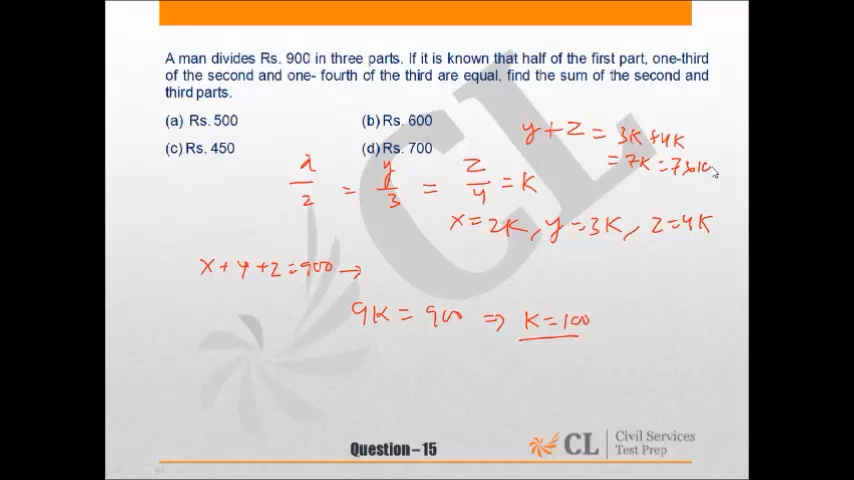 A man divides Rs. 900 in three parts. If it is known that half of the first part, one-third
of the second and one- fourth of the third are equal, find the sum of the second and
third parts.
(a) Rs. 500 (b) Rs. 600
(c) Rs. 450 (d) Rs. 700
y + z = 3K + 4K
= 7K =
x/2 = y/3 = z/4 = K
x = 2K, y = 3K, z = 4K
x + y + z = 900 →
9K = 900 ⇒ K = 100
Question – 15
CL Civil Services
Test Prep
CL